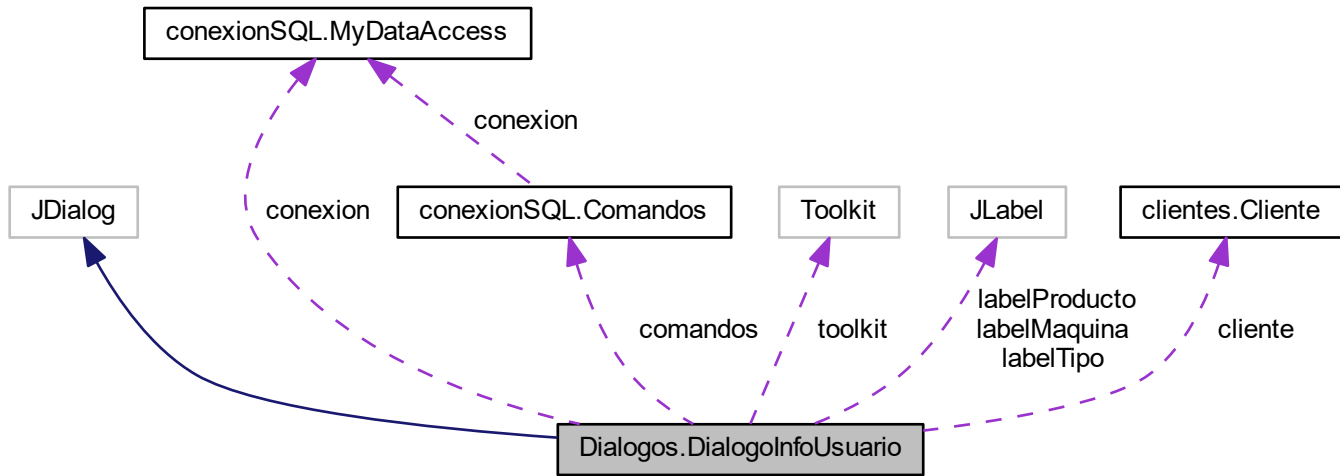 conexionSQL.MyDataAccess
conexion
JDialog
conexion
conexionSQL.Comandos
Toolkit
JLabel
clientes.Cliente
comandos
toolkit
labelProducto
labelMaquina
labelTipo
cliente
Dialogos.DialogoInfoUsuario